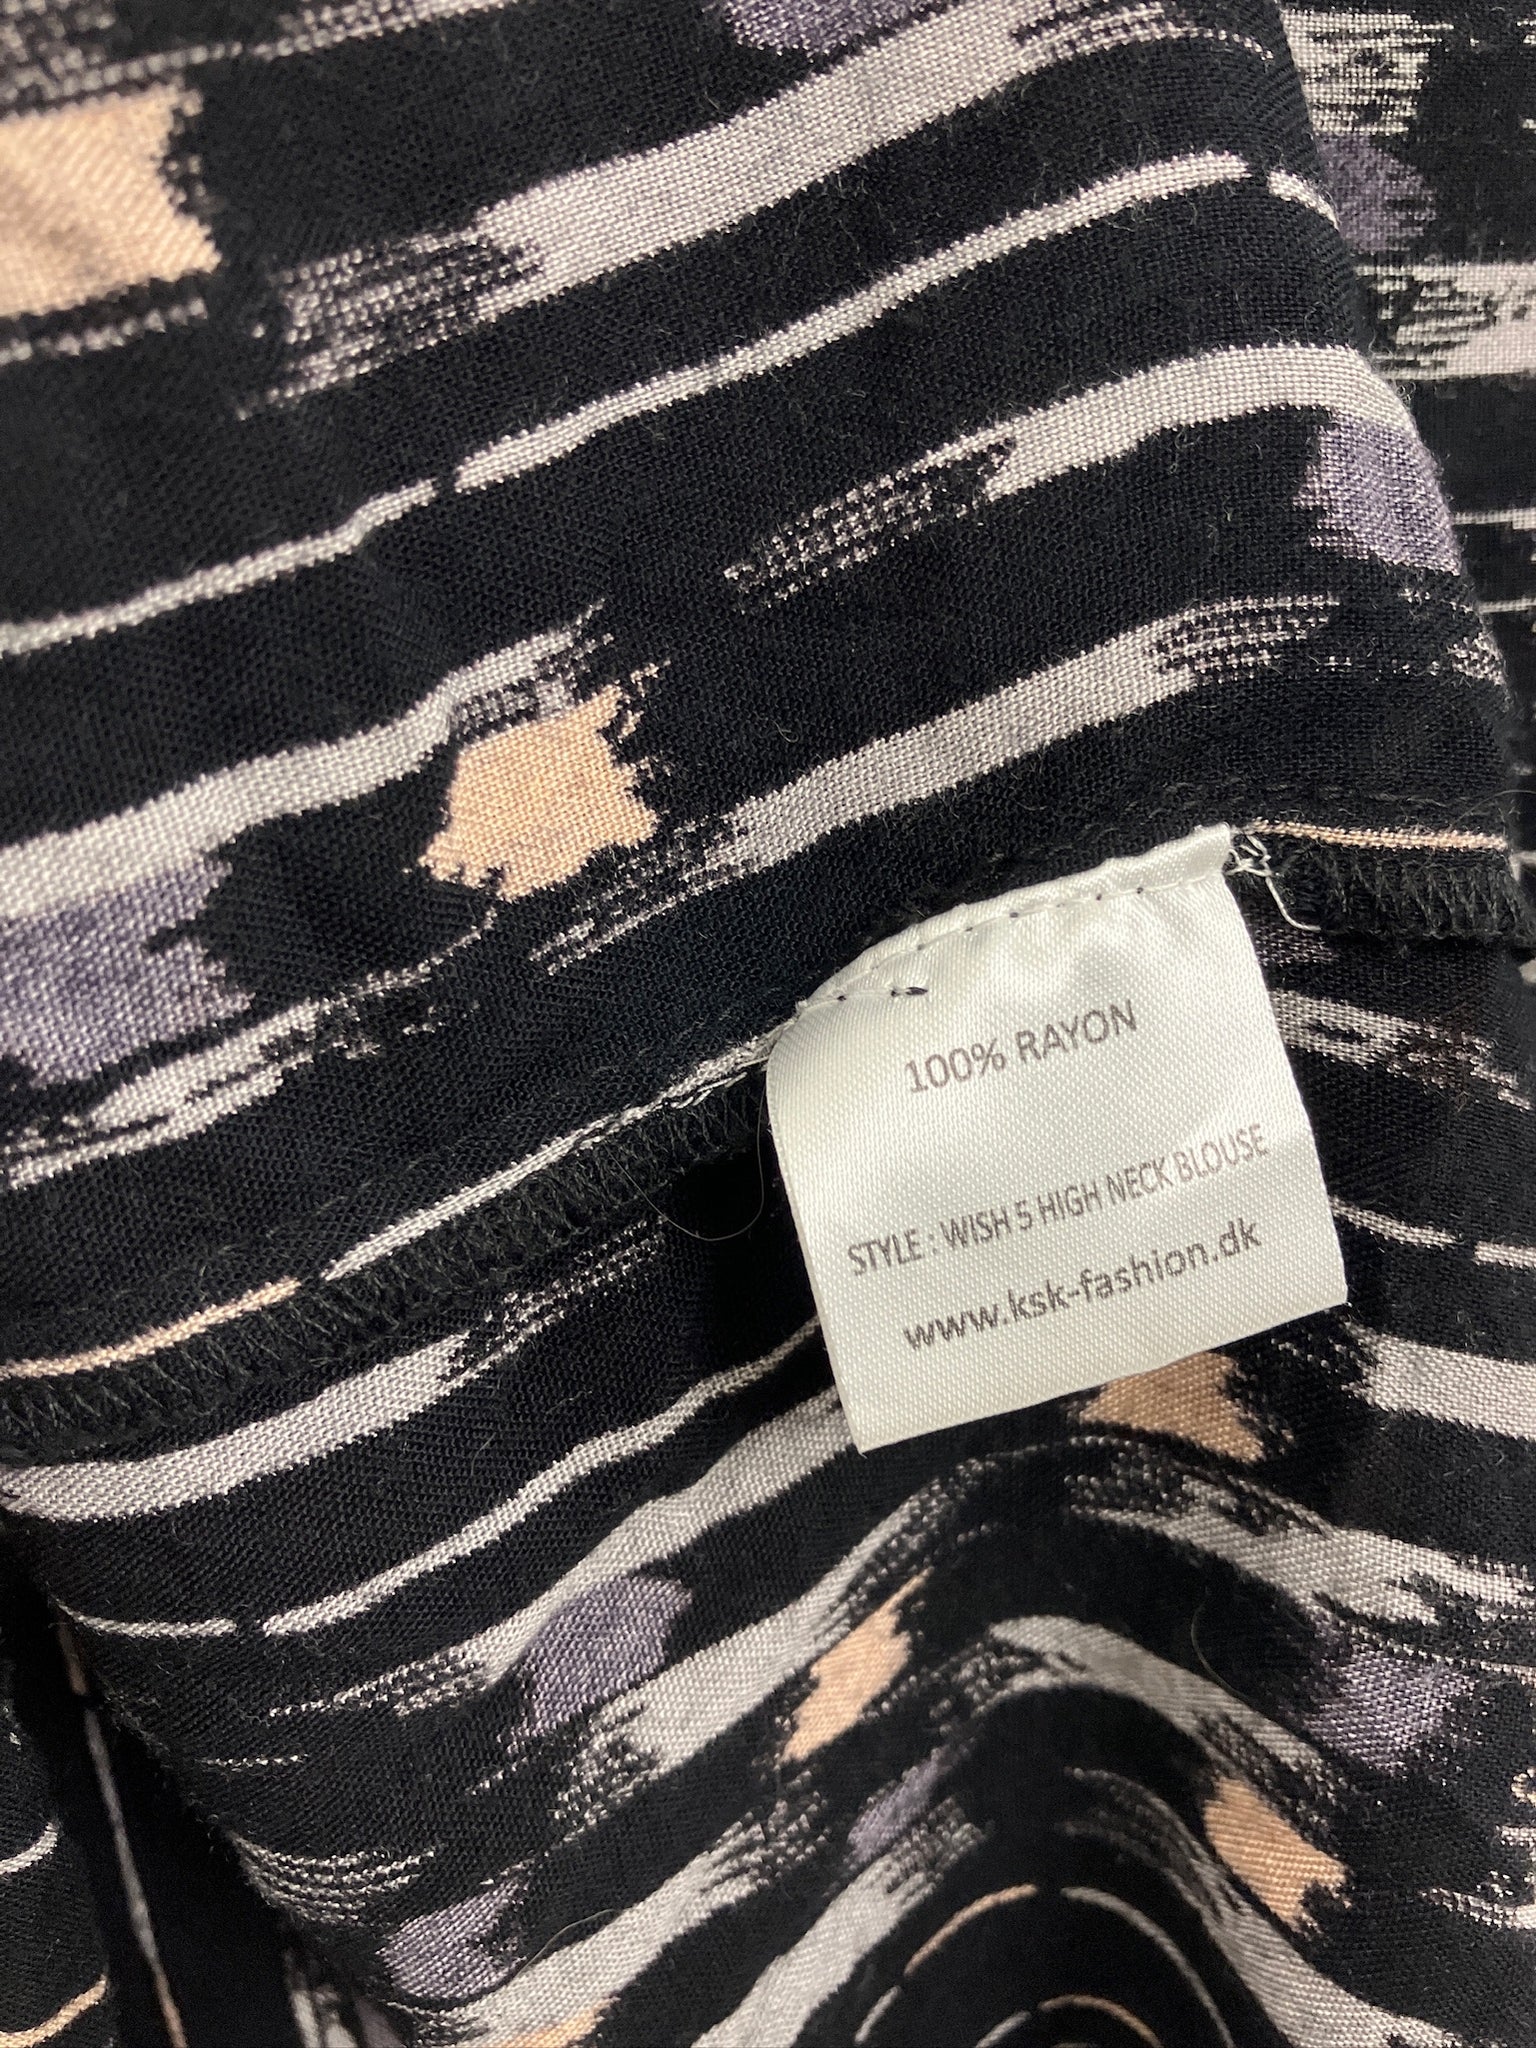 100% RAYON
STYLE : WISH 5 HIGH NECK BLOUSE
www.ksk-fashion.dk